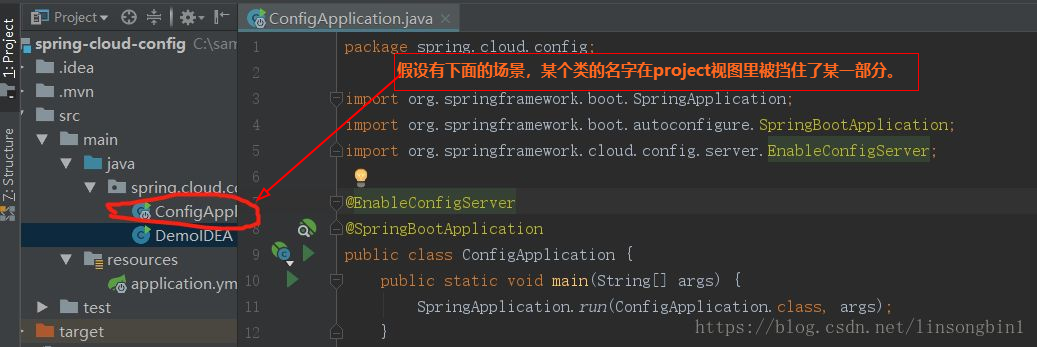 Project
ConfigApplication.java
1: Project
7: Structure
spring-cloud-config C:\sam
.idea
.mvn
src
main
java
spring.cloud.co
ConfigAppl
DemoIDEA
resources
application.ym
test
target
假设有下面的场景，某个类的名字在project视图里被挡住了某一部分。
1 package spring.cloud.config;
2
3 import org.springframework.boot.SpringApplication;
4 import org.springframework.boot.autoconfigure.SpringBootApplication;
5 import org.springframework.cloud.config.server.EnableConfigServer;
6
@EnableConfigServer
8 @SpringBootApplication
9 public class ConfigApplication {
10 public static void main(String[] args) {
11 SpringApplication.run(ConfigApplication.class, args);
12 }
https://blog.csdn.net/linsongbin1